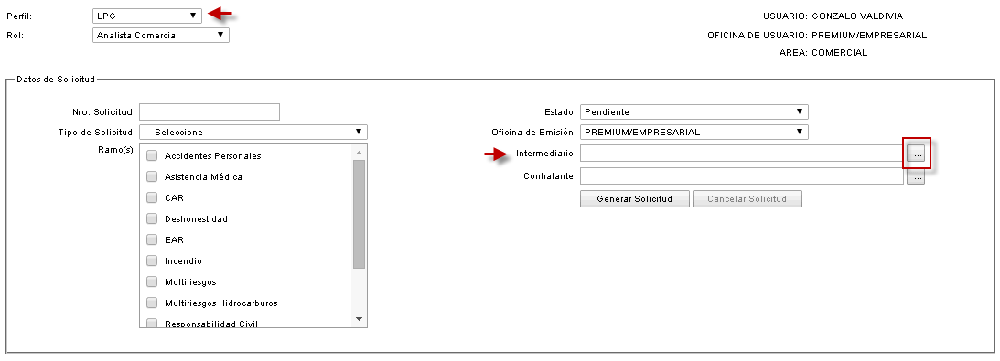 Perfil: LPG
USUARIO: GONZALO VALDIVIA
Rol: Analista Comercial
OFICINA DE USUARIO: PREMIUM/EMPRESARIAL
AREA: COMERCIAL
Datos de Solicitud
Nro. Solicitud:
Estado: Pendiente
Tipo de Solicitud: --- Seleccione ---
Oficina de Emisión: PREMIUM/EMPRESARIAL
Ramo(s):
Intermediario: ...
Contratante: ...
Generar Solicitud Cancelar Solicitud
Accidentes Personales
Asistencia Médica
CAR
Deshonestidad
EAR
Incendio
Multiriesgos
Multiriesgos Hidrocarburos
Responsabilidad Civil